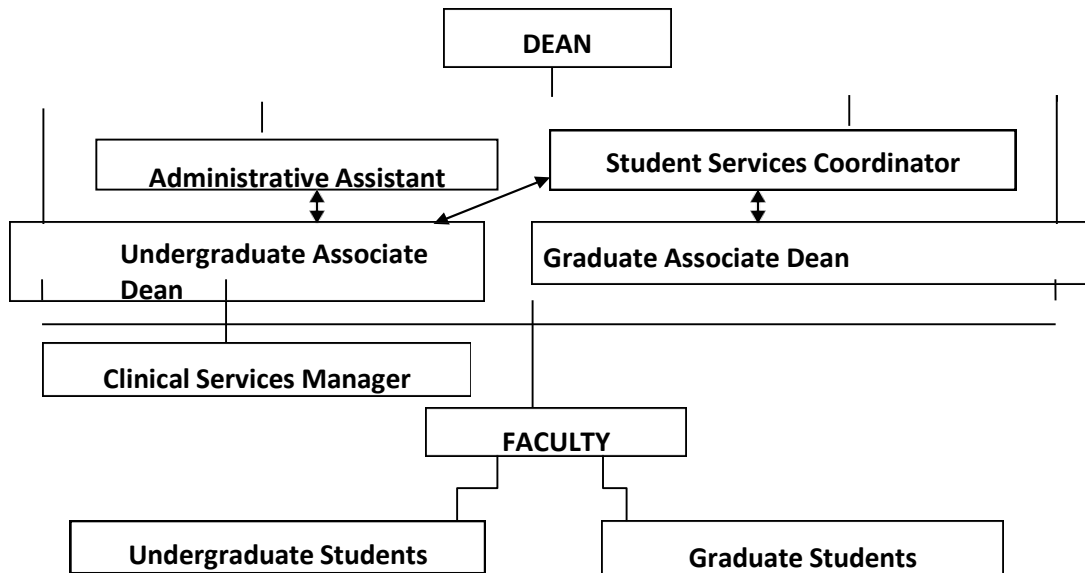 DEAN
Administrative Assistant
Student Services Coordinator
Undergraduate Associate
Dean
Graduate Associate Dean
Clinical Services Manager
FACULTY
Undergraduate Students
Graduate Students